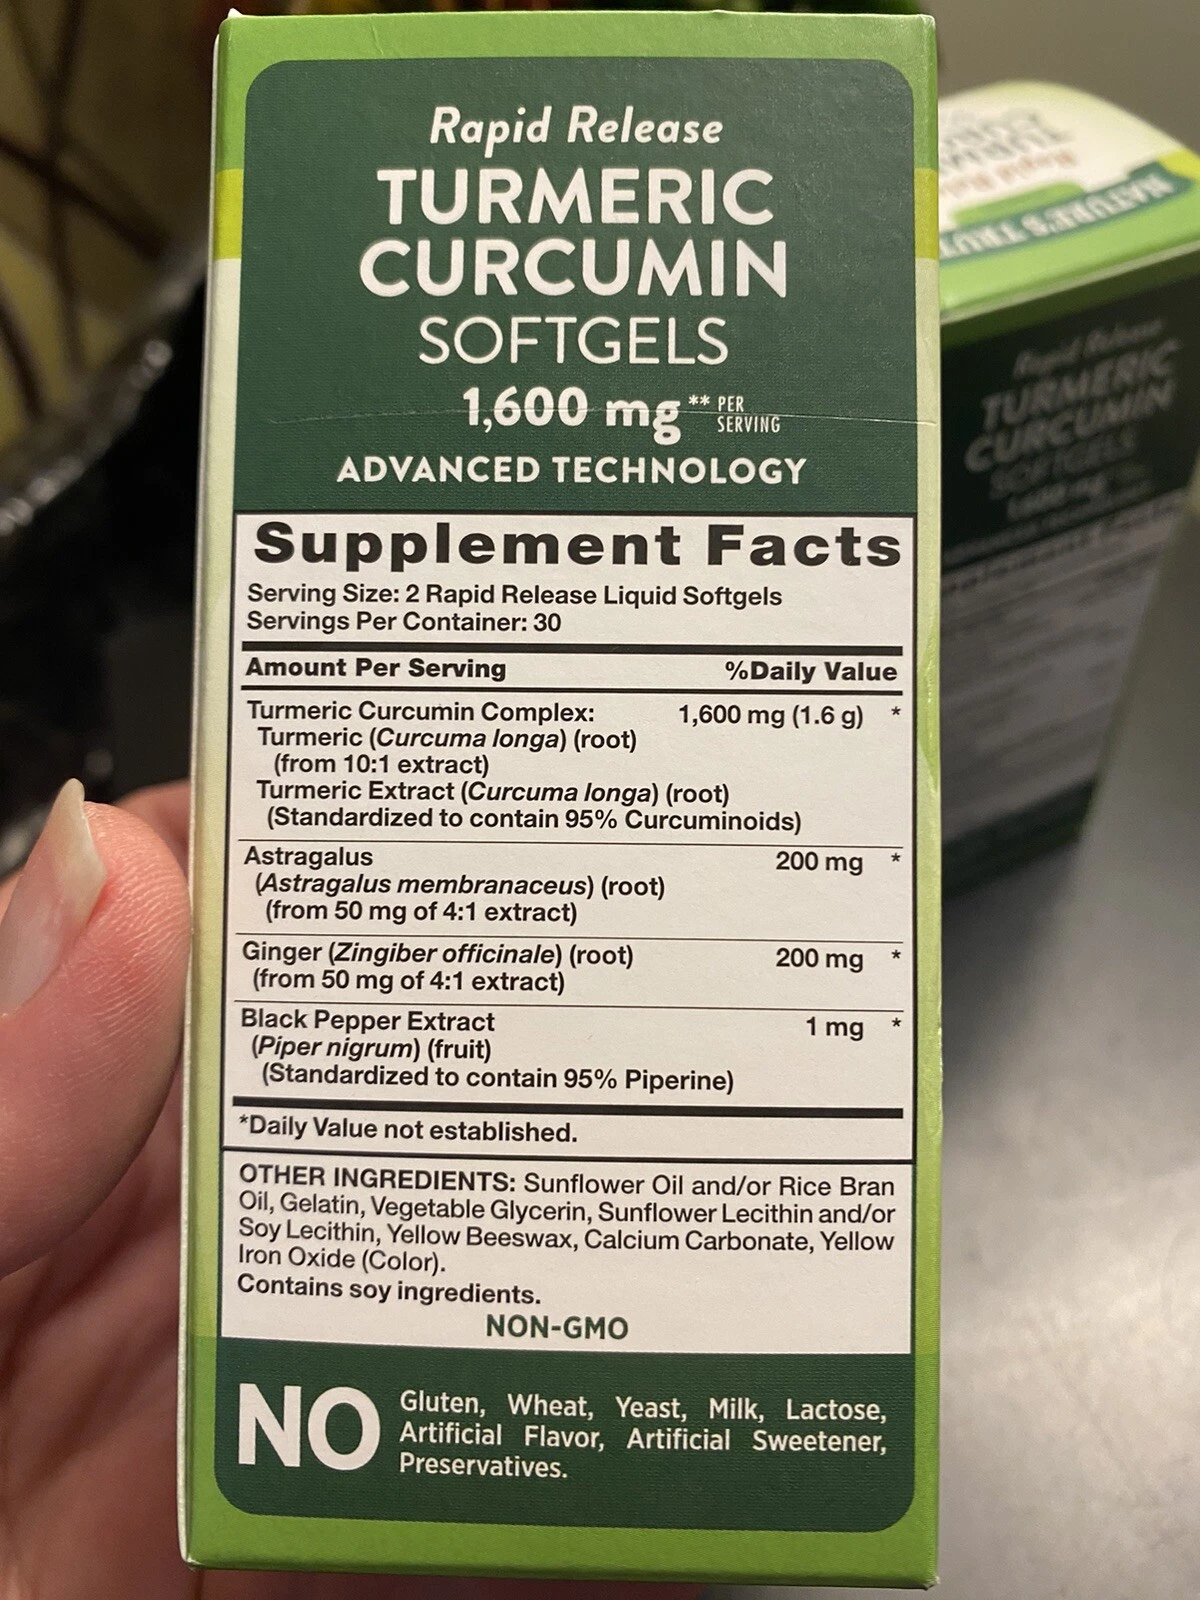 Rapid Release
TURMERIC
CURCUMIN
SOFTGELS
1,600 mg** PER
SERVING
ADVANCED TECHNOLOGY
Supplement Facts
Serving Size: 2 Rapid Release Liquid Softgels
Servings Per Container: 30
Amount Per Serving %Daily Value
Turmeric Curcumin Complex: 1,600 mg (1.6 g) *
Turmeric (Curcuma longa) (root)
(from 10:1 extract)
Turmeric Extract (Curcuma longa) (root)
(Standardized to contain 95% Curcuminoids)
Astragalus 200 mg *
(Astragalus membranaceus) (root)
(from 50 mg of 4:1 extract)
Ginger (Zingiber officinale) (root) 200 mg *
(from 50 mg of 4:1 extract)
Black Pepper Extract 1 mg *
(Piper nigrum) (fruit)
(Standardized to contain 95% Piperine)
*Daily Value not established.
OTHER INGREDIENTS: Sunflower Oil and/or Rice Bran
Oil, Gelatin, Vegetable Glycerin, Sunflower Lecithin and/or
Soy Lecithin, Yellow Beeswax, Calcium Carbonate, Yellow
Iron Oxide (Color).
Contains soy ingredients.
NON-GMO
NO Gluten, Wheat, Yeast, Milk, Lactose,
Artificial Flavor, Artificial Sweetener,
Preservatives.
NATURE'S
Rapid Release
TURMERIC
CURCUMIN
SOFTGELS